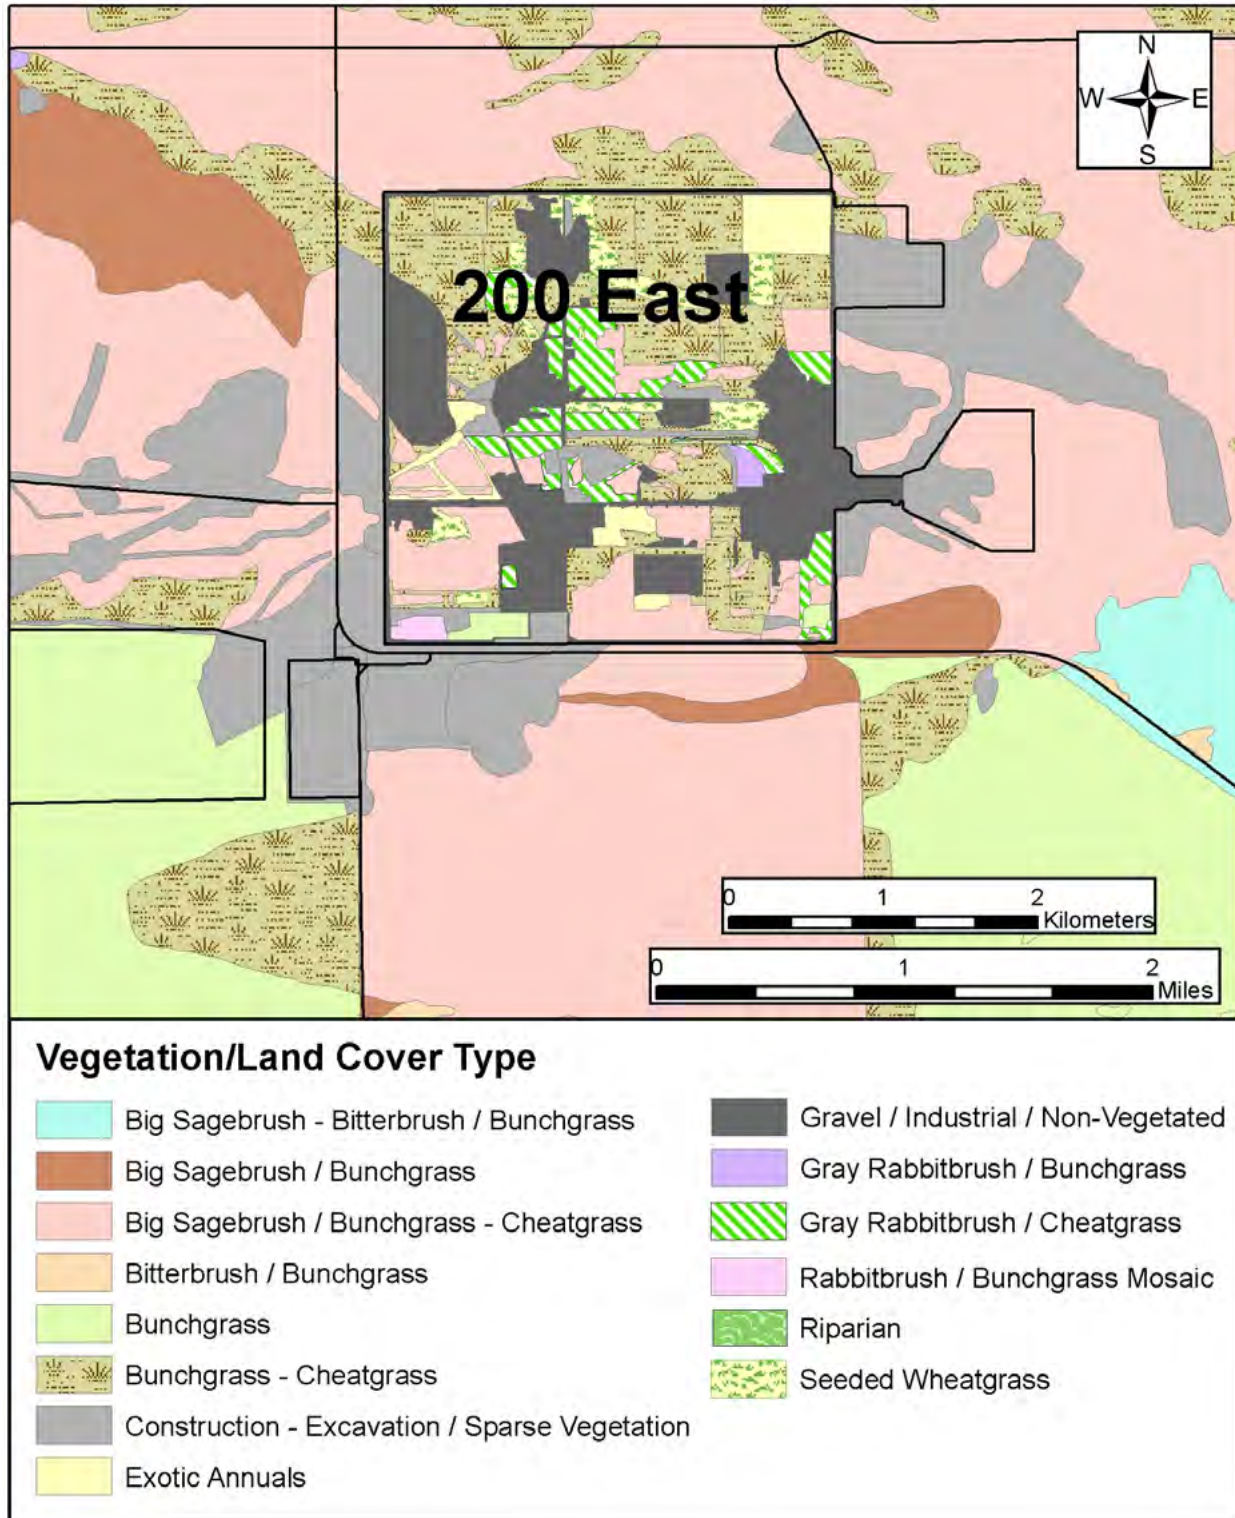 N
W E
S
200 East
0 1 2
Kilometers
0 1 2
Miles
Vegetation/Land Cover Type
Big Sagebrush - Bitterbrush / Bunchgrass
Big Sagebrush / Bunchgrass
Big Sagebrush / Bunchgrass - Cheatgrass
Bitterbrush / Bunchgrass
Bunchgrass
Bunchgrass - Cheatgrass
Construction - Excavation / Sparse Vegetation
Exotic Annuals
Gravel / Industrial / Non-Vegetated
Gray Rabbitbrush / Bunchgrass
Gray Rabbitbrush / Cheatgrass
Rabbitbrush / Bunchgrass Mosaic
Riparian
Seeded Wheatgrass